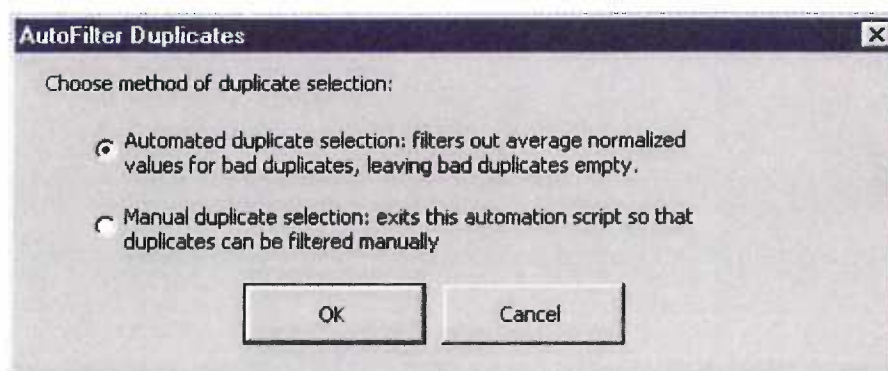 AutoFilter Duplicates
Choose method of duplicate selection:
Automated duplicate selection: filters out average normalized
values for bad duplicates, leaving bad duplicates empty.
Manual duplicate selection: exits this automation script so that
duplicates can be filtered manually
OK Cancel